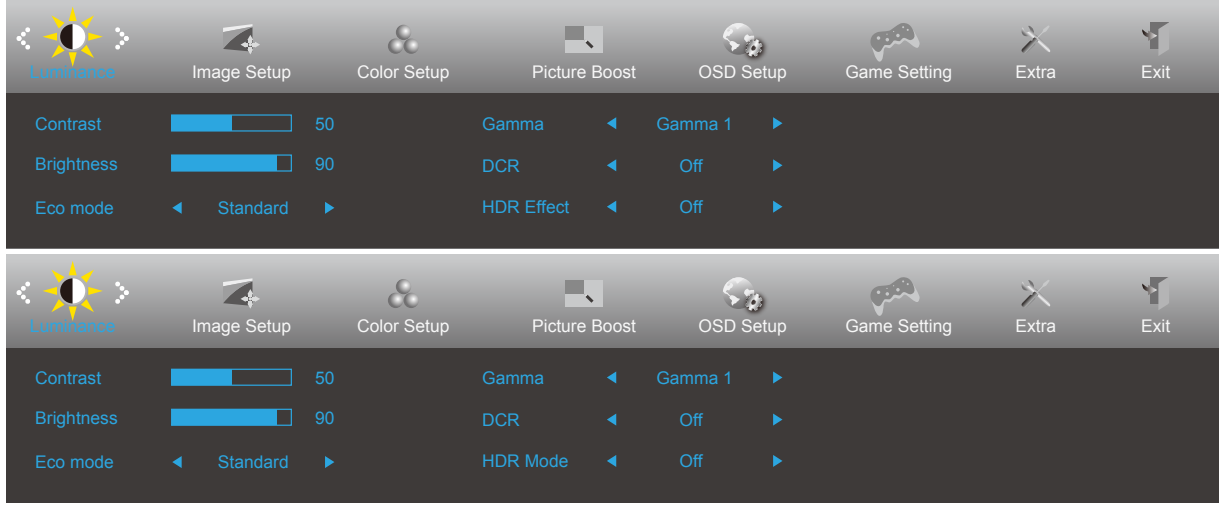 Luminance Image Setup Color Setup Picture Boost OSD Setup Game Setting Extra Exit
Contrast 50 Gamma Gamma 1
Brightness 90 DCR Off
Eco mode Standard HDR Effect Off
Luminance Image Setup Color Setup Picture Boost OSD Setup Game Setting Extra Exit
Contrast 50 Gamma Gamma 1
Brightness 90 DCR Off
Eco mode Standard HDR Mode Off